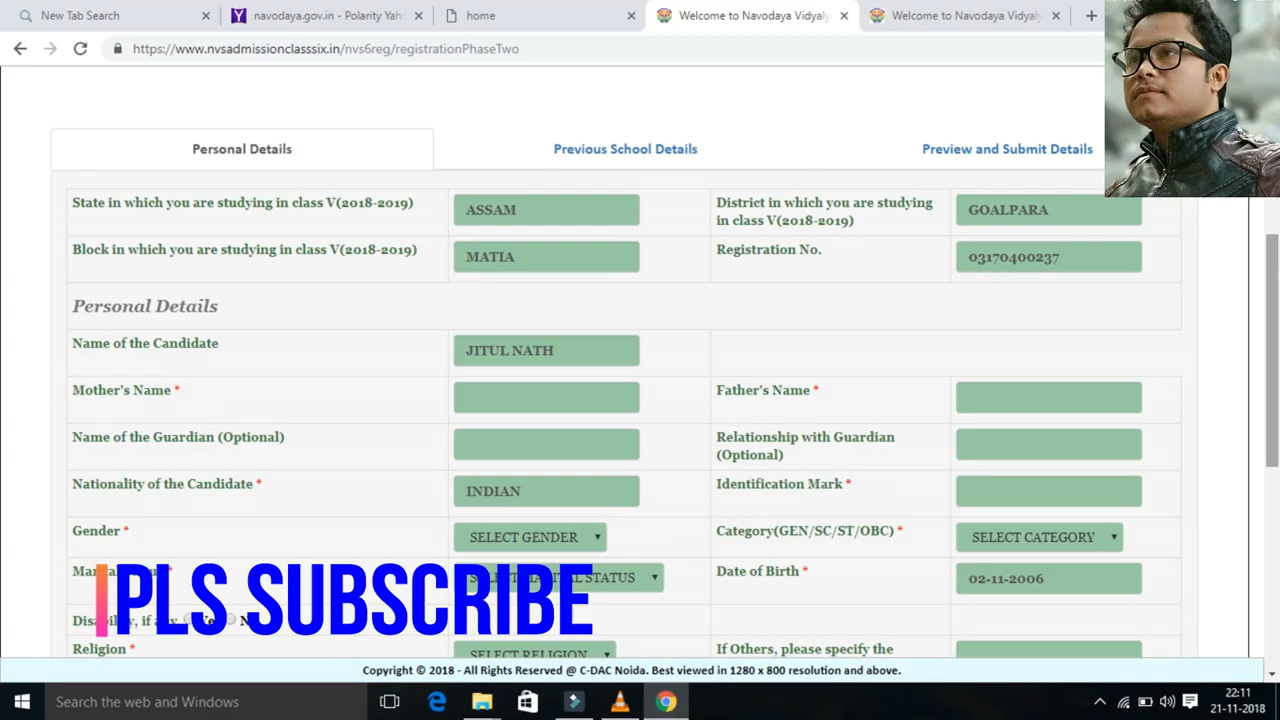 New Tab Search
navodaya.gov.in - Polarity Ya
home
Welcome to Navodaya Vidyal
Welcome to Navodaya Vidyal
https://www.nvsadmissionclasssix.in/nvs6reg/registrationPhaseTwo
Personal Details
Previous School Details
Preview and Submit Details
State in which you are studying in class V(2018-2019)
ASSAM
District in which you are studying
in class V(2018-2019)
GOALPARA
Block in which you are studying in class V(2018-2019)
MATIA
Registration No.
03170400237
Personal Details
Name of the Candidate
JITUL NATH
Mother's Name *
Father's Name *
Name of the Guardian (Optional)
Relationship with Guardian
(Optional)
Nationality of the Candidate *
INDIAN
Identification Mark *
Gender *
SELECT GENDER
Category(GEN/SC/ST/OBC) *
SELECT CATEGORY
STATUS
Date of Birth *
02-11-2006
PLS SUBSCRIBE
Religion *
SELECT RELIGION
If Others, please specify the
Copyright © 2018 - All Rights Reserved @ C-DAC Noida. Best viewed in 1280 x 800 resolution and above.
Search the web and Windows
22:11
21-11-2018